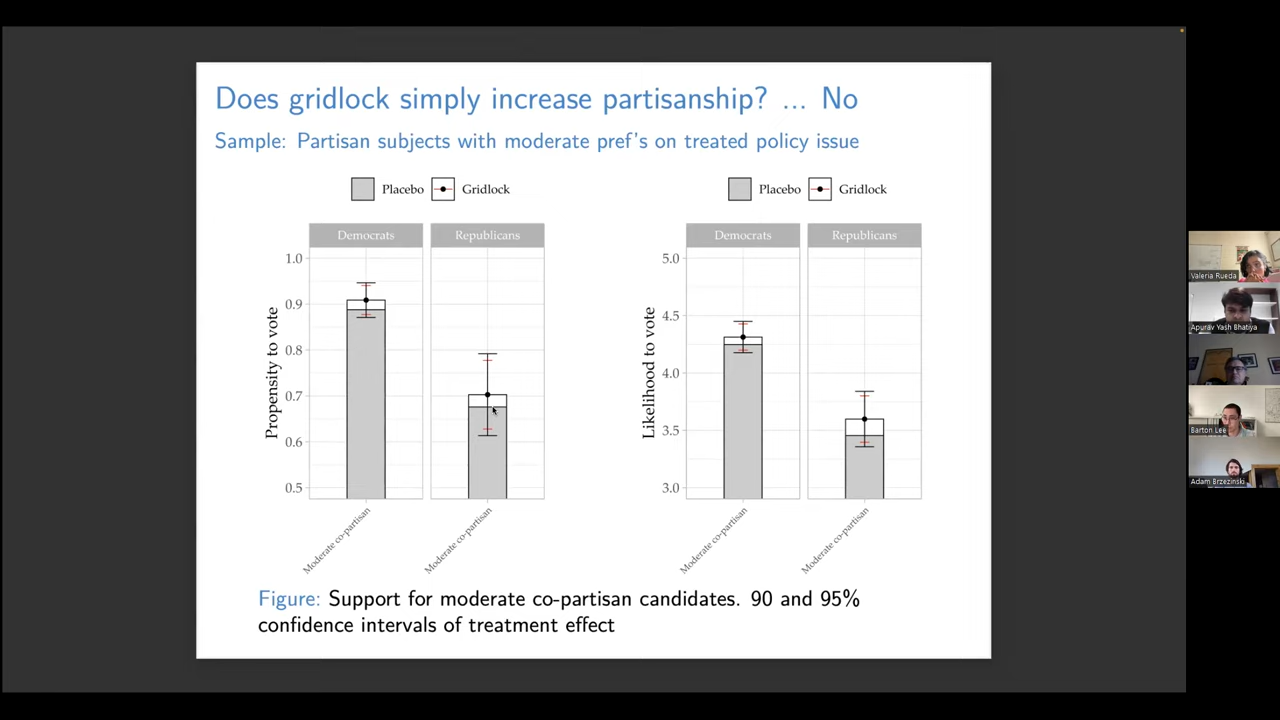 Does gridlock simply increase partisanship? ... No
Sample: Partisan subjects with moderate pref's on treated policy issue
Placebo Gridlock
Placebo Gridlock
Democrats Republicans
Democrats Republicans
Propensity to vote
1.0
0.9
0.8
0.7
0.6
0.5
Moderate co-partisan
Moderate co-partisan
Likelihood to vote
5.0
4.5
4.0
3.5
3.0
Moderate co-partisan
Moderate co-partisan
Figure: Support for moderate co-partisan candidates. 90 and 95%
confidence intervals of treatment effect
Valeria Rueda
Apurav Yash Bhatiya
Barton Lee
Adam Brzezinski